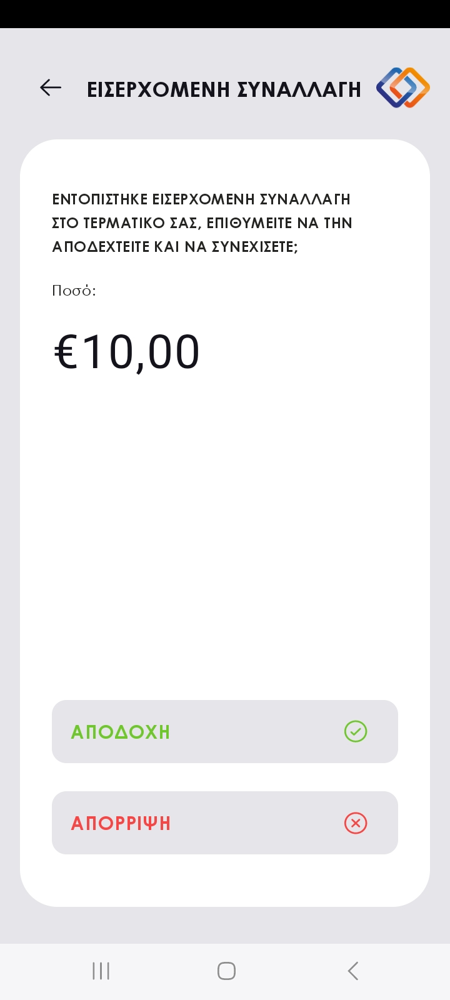 ΕΙΣΕΡΧΟΜΕΝΗ ΣΥΝΑΛΛΑΓΗ
ΕΝΤΟΠΙΣΤΗΚΕ ΕΙΣΕΡΧΟΜΕΝΗ ΣΥΝΑΛΛΑΓΗ
ΣΤΟ ΤΕΡΜΑΤΙΚΟ ΣΑΣ, ΕΠΙΘΥΜΕΙΤΕ ΝΑ ΤΗΝ
ΑΠΟΔΕΧΤΕΙΤΕ ΚΑΙ ΝΑ ΣΥΝΕΧΙΣΕΤΕ;
Ποσό:
€10,00
ΑΠΟΔΟΧΗ
ΑΠΟΡΡΙΨΗ